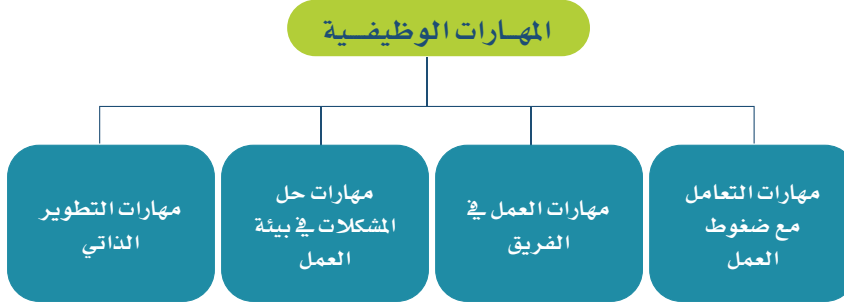 المهـارات الوظيفـــية
مهارات التعامل
مع ضغوط
العمل
مهارات العمل في
الفريق
مهارات حل
المشكلات في بيئة
العمل
مهارات التطوير
الذاتي